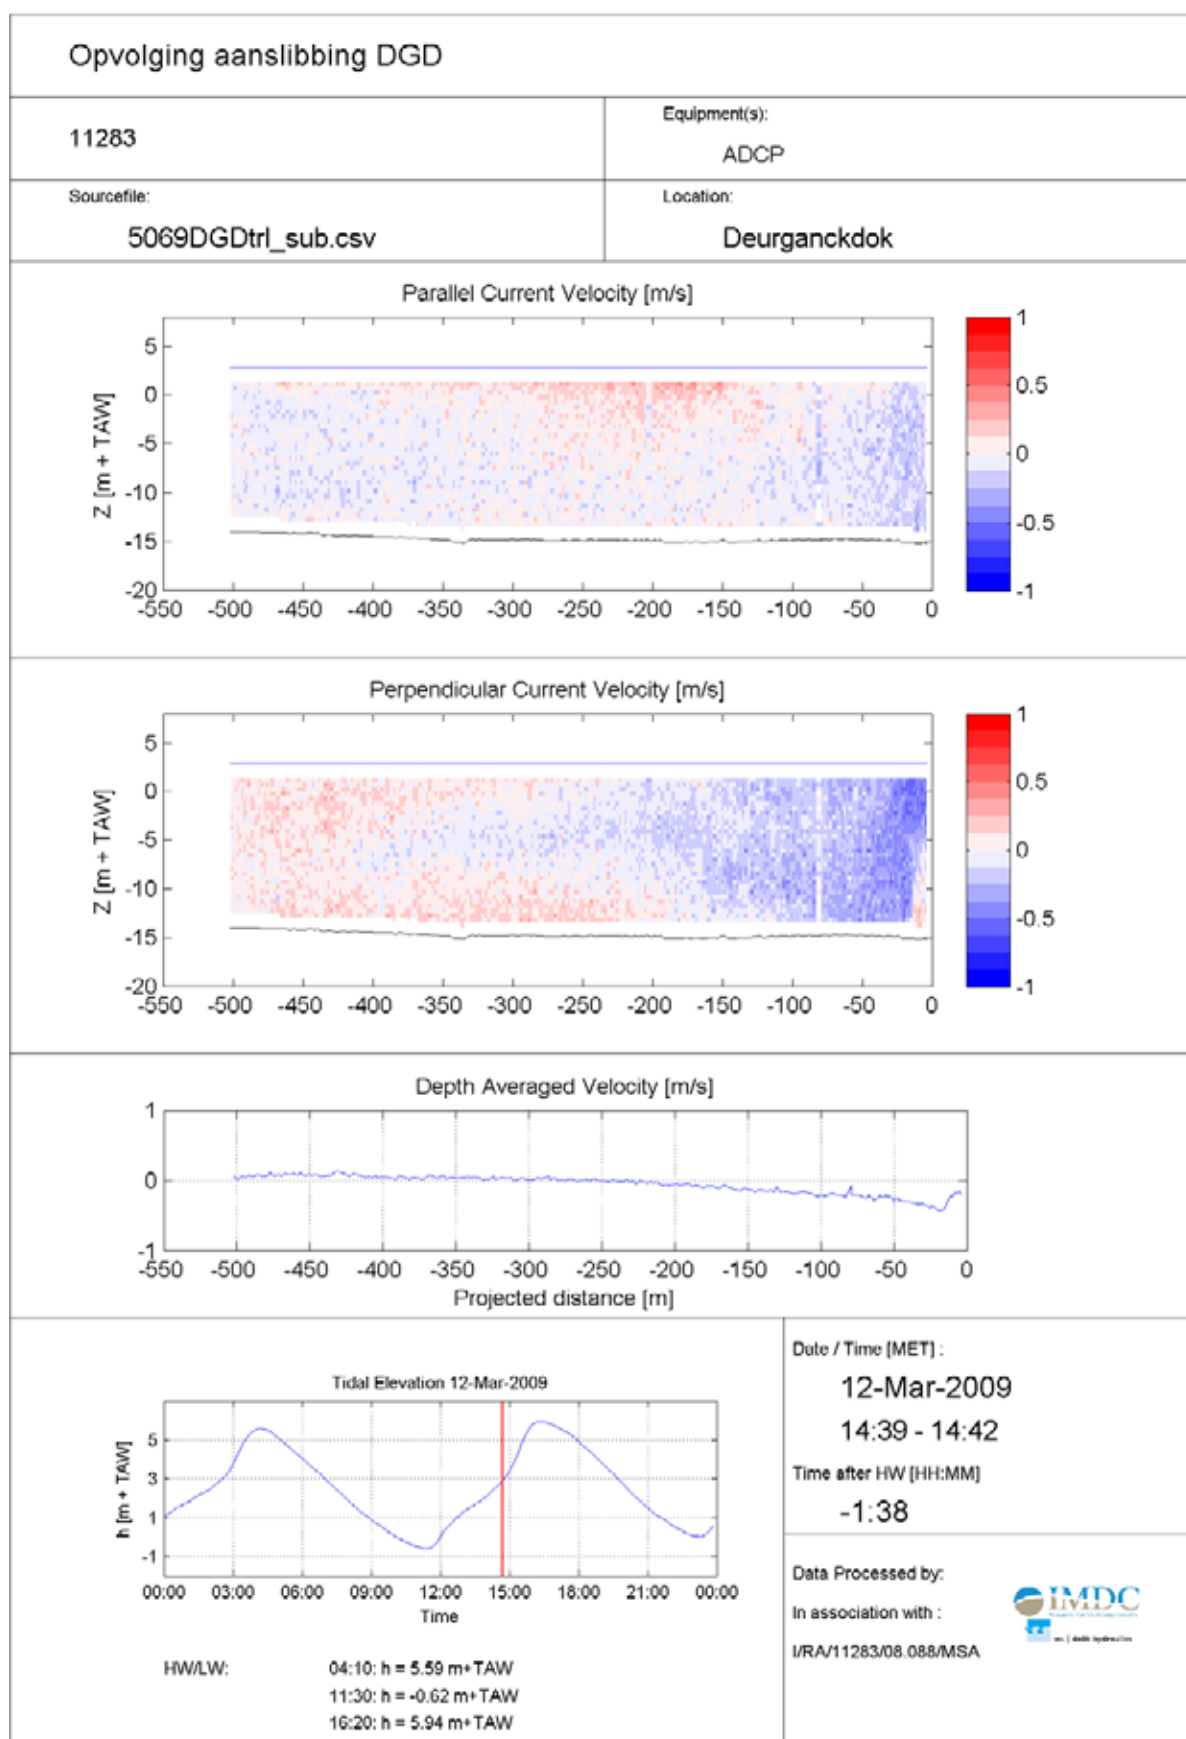 Opvolging aanslibbing DGD
11283
Equipment(s):
ADCP
Sourcefile:
5069DGDtrl_sub.csv
Location:
Deurganckdok
Parallel Current Velocity [m/s]
Z [m + TAW]
5
0
-5
-10
-15
-20
-550 -500 -450 -400 -350 -300 -250 -200 -150 -100 -50 0
1
0.5
0
-0.5
-1
Perpendicular Current Velocity [m/s]
Z [m + TAW]
5
0
-5
-10
-15
-20
-550 -500 -450 -400 -350 -300 -250 -200 -150 -100 -50 0
1
0.5
0
-0.5
-1
Depth Averaged Velocity [m/s]
1
0
-1
-550 -500 -450 -400 -350 -300 -250 -200 -150 -100 -50 0
Projected distance [m]
Tidal Elevation 12-Mar-2009
h [m + TAW]
5
3
1
-1
00:00 03:00 06:00 09:00 12:00 15:00 18:00 21:00 00:00
Time
HW/LW:
04:10: h = 5.59 m+TAW
11:30: h = -0.62 m+TAW
16:20: h = 5.94 m+TAW
Date / Time [MET] :
12-Mar-2009
14:39 - 14:42
Time after HW [HH:MM]
-1:38
Data Processed by:
IMDC
In association with :
wl | delft hydraulics
I/RA/11283/08.088/MSA